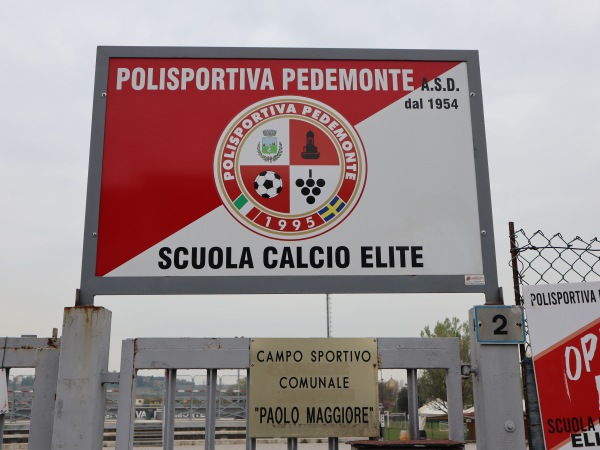 POLISPORTIVA PEDEMONTE A.S.D.
dal 1954
POLISPORTIVA PEDEMONTE
1995
SCUOLA CALCIO ELITE
2
CAMPO SPORTIVO
COMUNALE
"PAOLO MAGGIORE"
POLISPORTIVA
OP
SCUOLA
EL